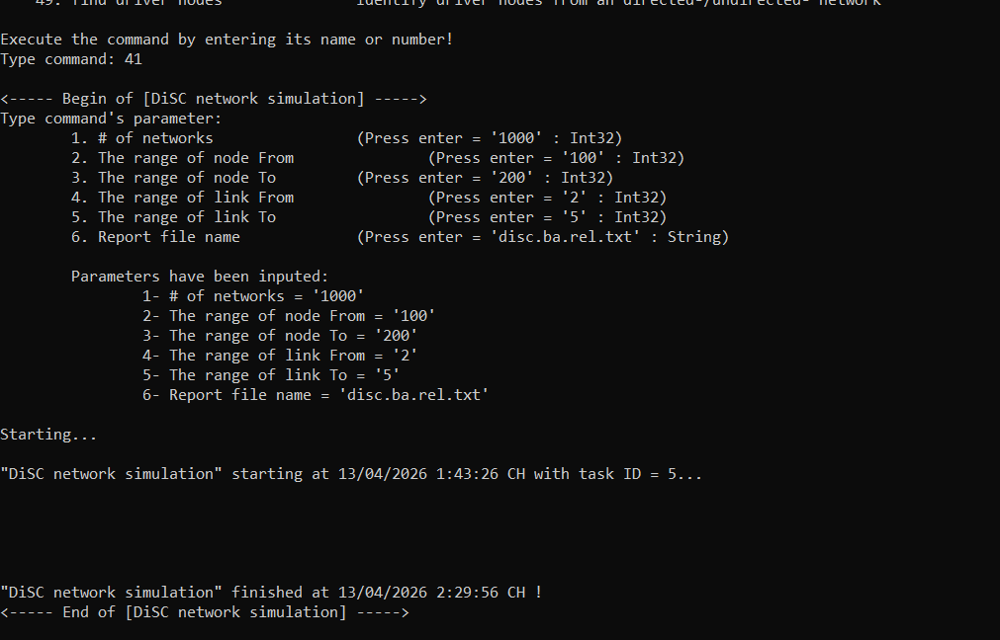 49. find driver nodes                   identify driver nodes from an directed-/undirected- network
Execute the command by entering its name or number!
Type command: 41
<----- Begin of [DiSC network simulation] ----->
Type command's parameter:
1. # of networks                (Press enter = '1000' : Int32)
2. The range of node From               (Press enter = '100' : Int32)
3. The range of node To         (Press enter = '200' : Int32)
4. The range of link From               (Press enter = '2' : Int32)
5. The range of link To                 (Press enter = '5' : Int32)
6. Report file name             (Press enter = 'disc.ba.rel.txt' : String)
Parameters have been inputed:
1- # of networks = '1000'
2- The range of node From = '100'
3- The range of node To = '200'
4- The range of link From = '2'
5- The range of link To = '5'
6- Report file name = 'disc.ba.rel.txt'
Starting...
"DiSC network simulation" starting at 13/04/2026 1:43:26 CH with task ID = 5...
"DiSC network simulation" finished at 13/04/2026 2:29:56 CH !
<----- End of [DiSC network simulation] ----->